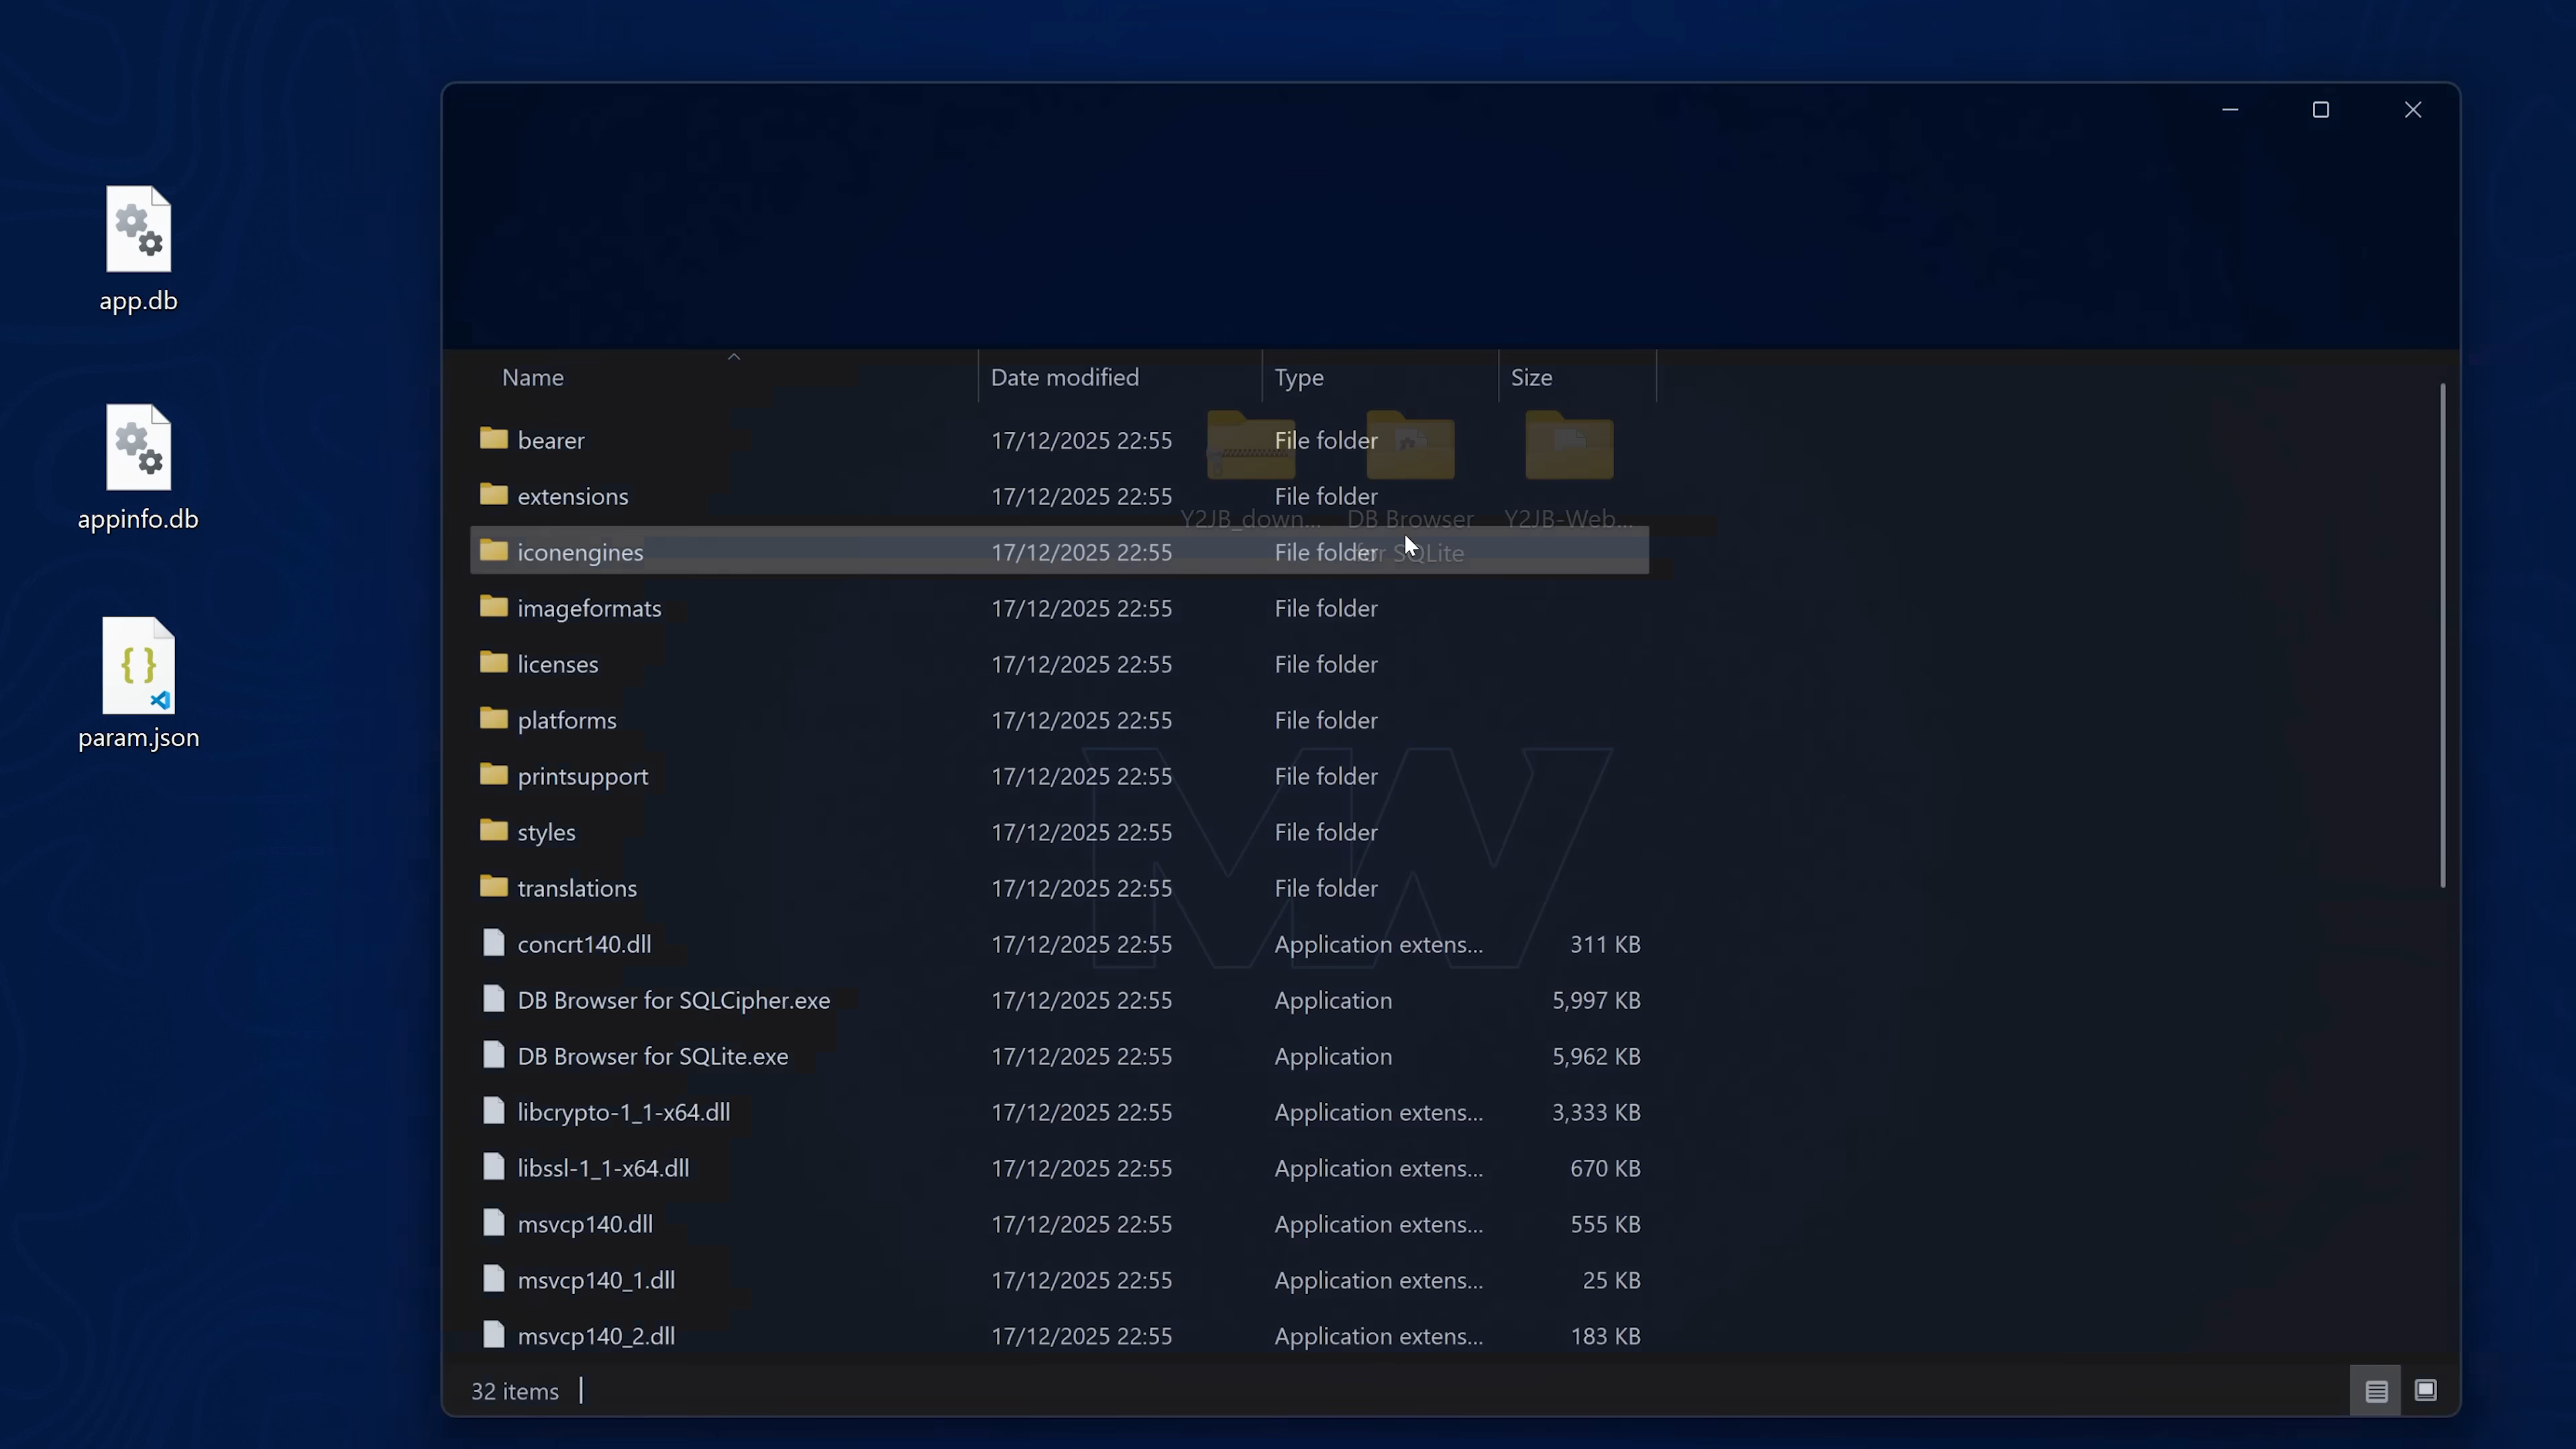 app.db
appinfo.db
param.json
Name Date modified Type Size
bearer 17/12/2025 22:55 File folder
extensions 17/12/2025 22:55 File folder
Y2JB_down... DB Browser for SQLite Y2JB-Web...
iconengines 17/12/2025 22:55 File folder
imageformats 17/12/2025 22:55 File folder
licenses 17/12/2025 22:55 File folder
platforms 17/12/2025 22:55 File folder
printsupport 17/12/2025 22:55 File folder
styles 17/12/2025 22:55 File folder
translations 17/12/2025 22:55 File folder
concrt140.dll 17/12/2025 22:55 Application extens... 311 KB
DB Browser for SQLCipher.exe 17/12/2025 22:55 Application 5,997 KB
DB Browser for SQLite.exe 17/12/2025 22:55 Application 5,962 KB
libcrypto-1_1-x64.dll 17/12/2025 22:55 Application extens... 3,333 KB
libssl-1_1-x64.dll 17/12/2025 22:55 Application extens... 670 KB
msvcp140.dll 17/12/2025 22:55 Application extens... 555 KB
msvcp140_1.dll 17/12/2025 22:55 Application extens... 25 KB
msvcp140_2.dll 17/12/2025 22:55 Application extens... 183 KB
MW
32 items